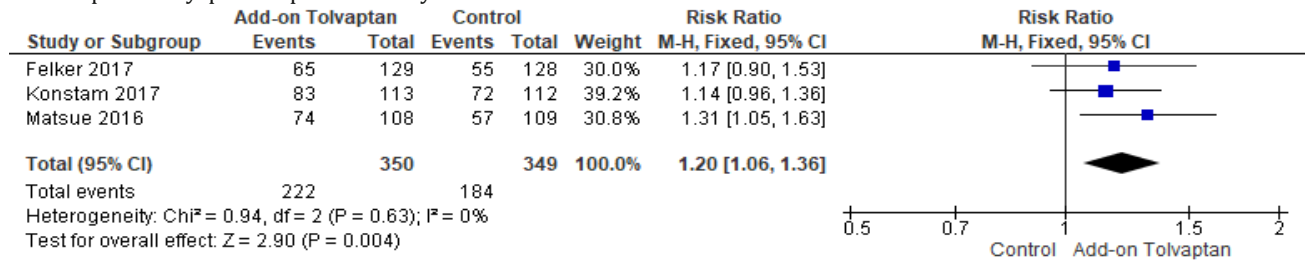 Add-on Tolvaptan Control Risk Ratio Risk Ratio
Study or Subgroup Events Total Events Total Weight M-H, Fixed, 95% CI M-H, Fixed, 95% CI
Felker 2017 65 129 55 128 30.0% 1.17 [0.90, 1.53]
Konstam 2017 83 113 72 112 39.2% 1.14 [0.96, 1.36]
Matsue 2016 74 108 57 109 30.8% 1.31 [1.05, 1.63]
Total (95% CI) 350 349 100.0% 1.20 [1.06, 1.36]
Total events 222 184
Heterogeneity: Chi² = 0.94, df = 2 (P = 0.63); I² = 0%
Test for overall effect: Z = 2.90 (P = 0.004)
0.5 0.7 1 1.5 2
Control Add-on Tolvaptan